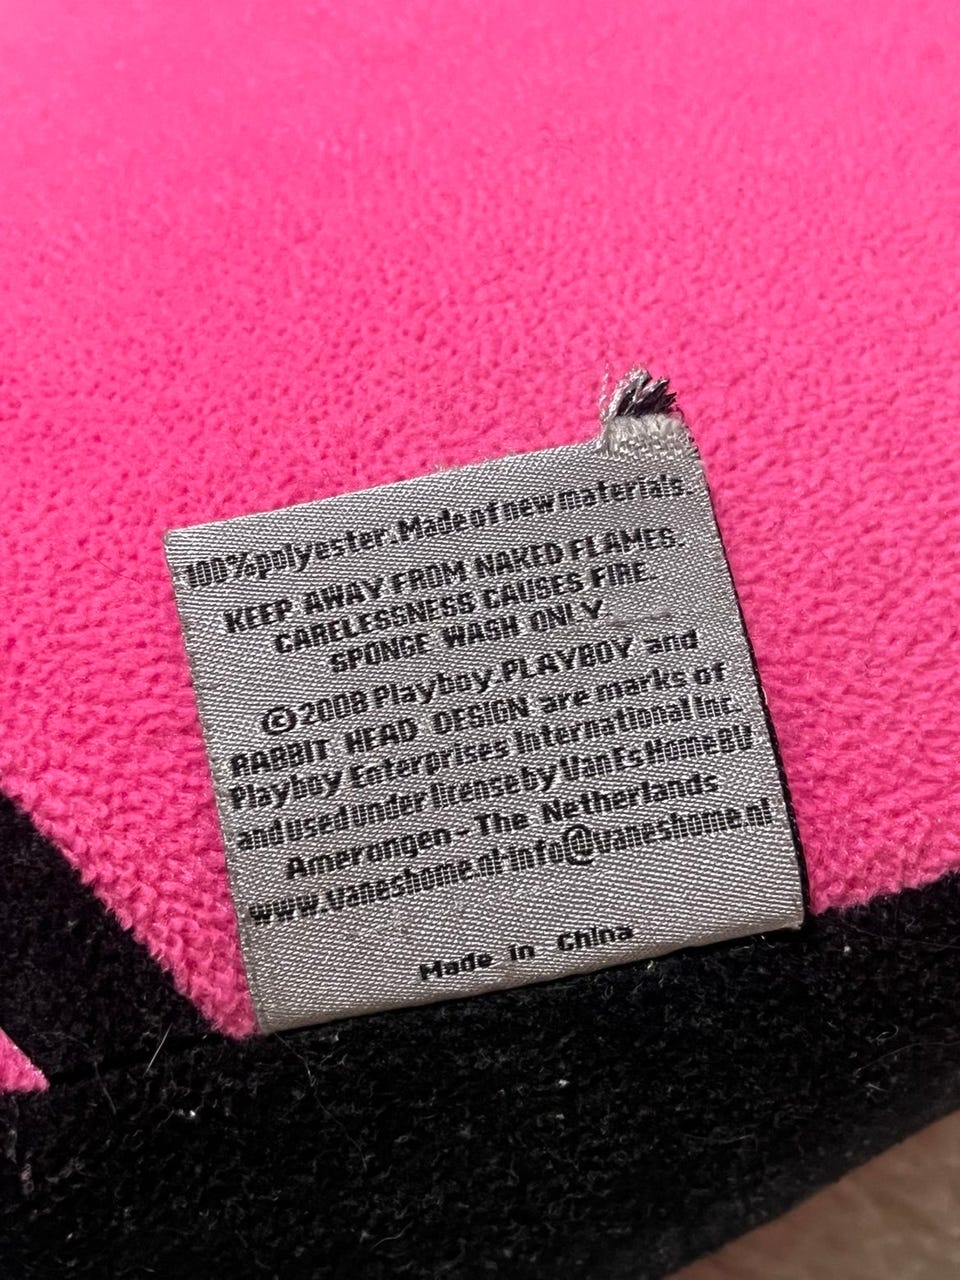 100%polyester.Made of new materials.
KEEP AWAY FROM NAKED FLAMES.
CARELESSNESS CAUSES FIRE.
SPONGE WASH ONLY
©2008 Playboy.PLAYBOY and
RABBIT HEAD DESIGN are marks of
Playboy Enterprises International Inc.
and used under license by Van Es Home BV
Amerongen - The Netherlands
www.Vaneshome.nl-info@vaneshome.nl
Made in China